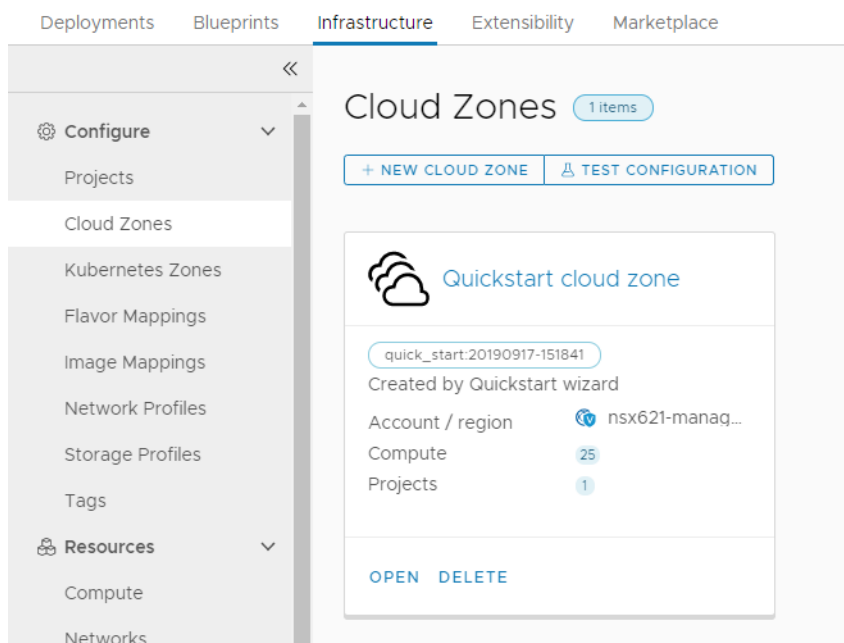 Deployments Blueprints Infrastructure Extensibility Marketplace
Configure
Projects
Cloud Zones
Kubernetes Zones
Flavor Mappings
Image Mappings
Network Profiles
Storage Profiles
Tags
Resources
Compute
Networks
Cloud Zones 1 items
+ NEW CLOUD ZONE TEST CONFIGURATION
Quickstart cloud zone
quick_start:20190917-151841
Created by Quickstart wizard
Account / region nsx621-manag...
Compute 25
Projects 1
OPEN DELETE